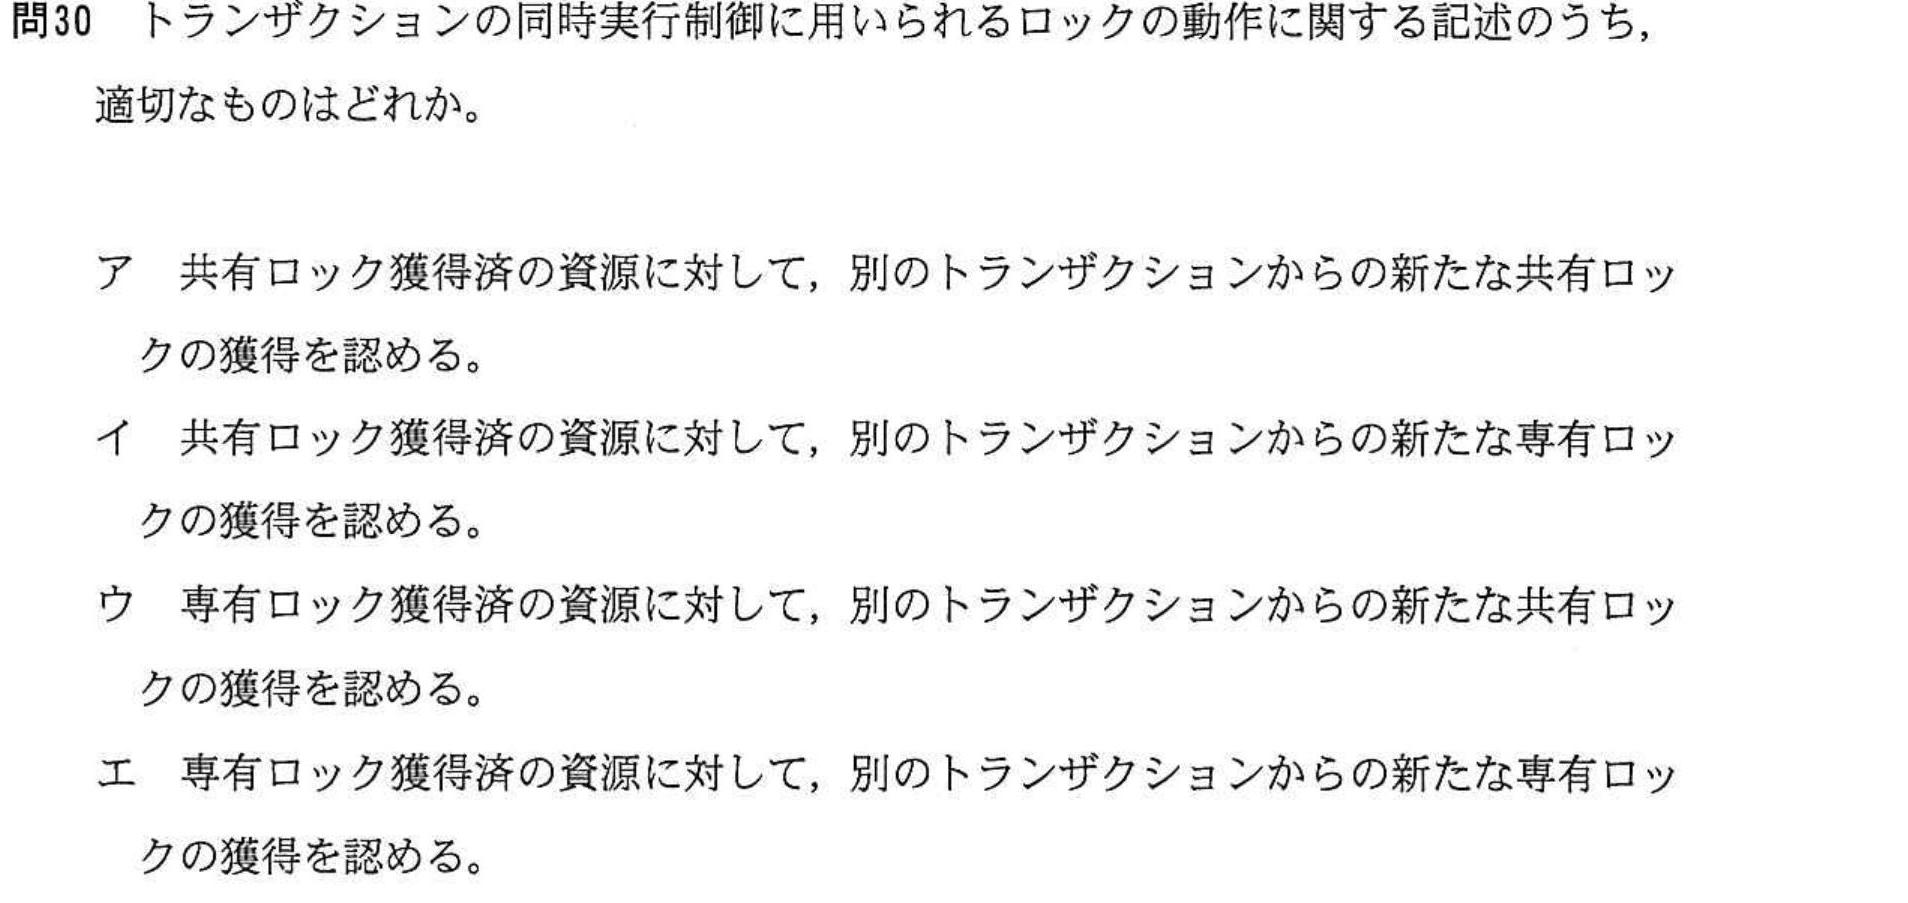 問30　トランザクションの同時実行制御に用いられるロックの動作に関する記述のうち，
適切なものはどれか。
ア　共有ロック獲得済の資源に対して，別のトランザクションからの新たな共有ロッ
クの獲得を認める。
イ　共有ロック獲得済の資源に対して，別のトランザクションからの新たな専有ロッ
クの獲得を認める。
ウ　専有ロック獲得済の資源に対して，別のトランザクションからの新たな共有ロッ
クの獲得を認める。
エ　専有ロック獲得済の資源に対して，別のトランザクションからの新たな専有ロッ
クの獲得を認める。